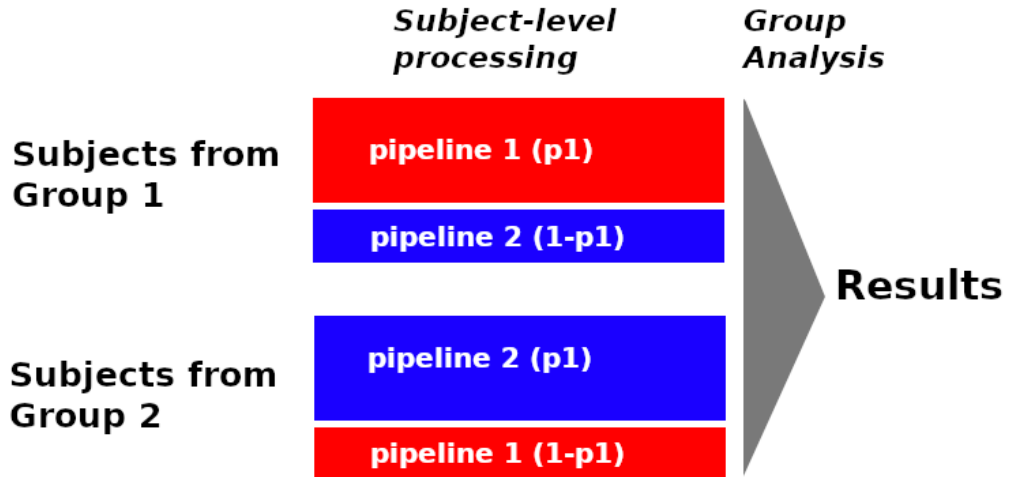 Subject-level
processing
Group
Analysis
Subjects from
Group 1
pipeline 1 (p1)
pipeline 2 (1-p1)
Results
Subjects from
Group 2
pipeline 2 (p1)
pipeline 1 (1-p1)